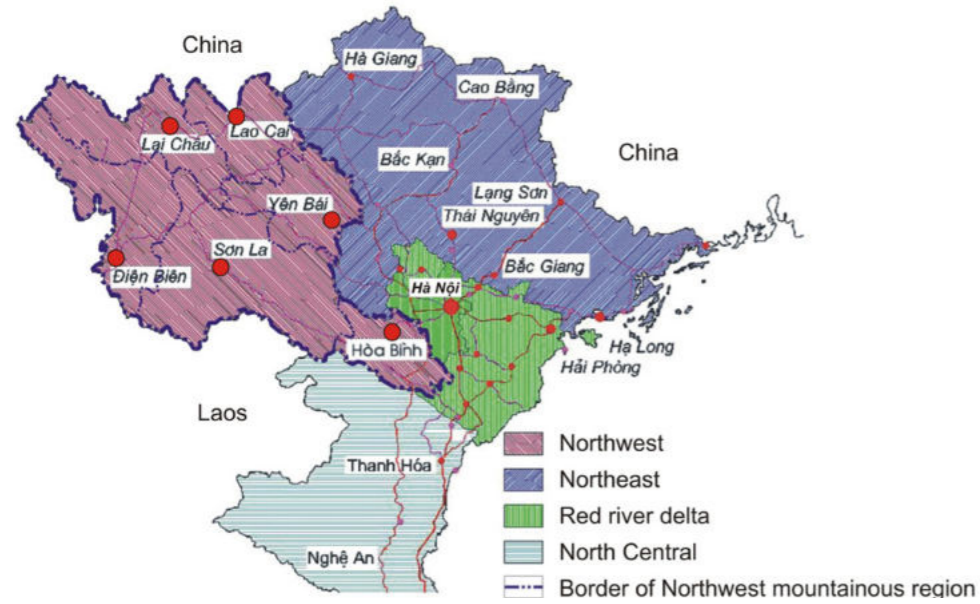 China
Hà Giang
Cao Bằng
Lao Cai
Lai Châu
Bắc Kạn
China
Lạng Sơn
Yên Bái
Thái Nguyên
Sơn La
Điện Biên
Bắc Giang
Hà Nội
Hòa Bình
Hạ Long
Hải Phòng
Laos
Thanh Hóa
Nghệ An
Northwest
Northeast
Red river delta
North Central
Border of Northwest mountainous region